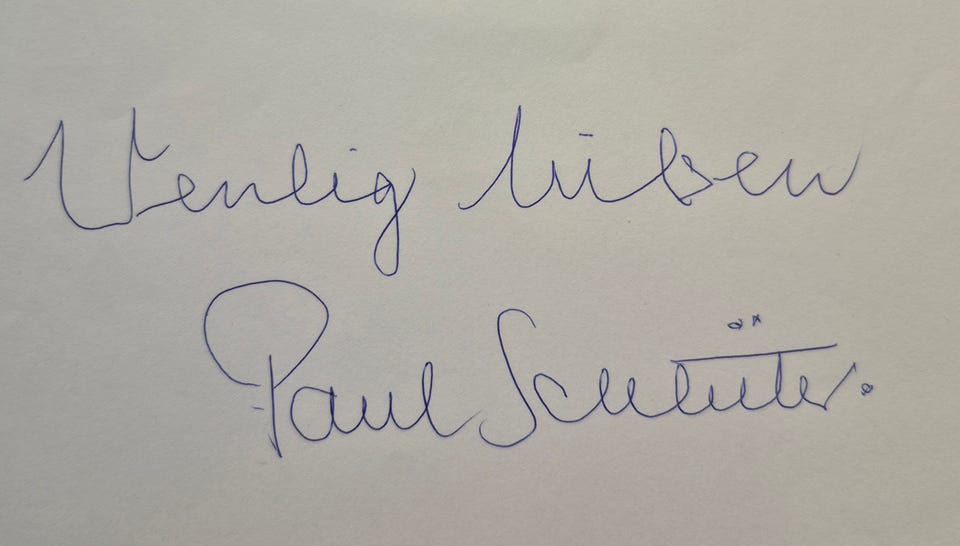 Venlig hilsen
Paul Schlüter.